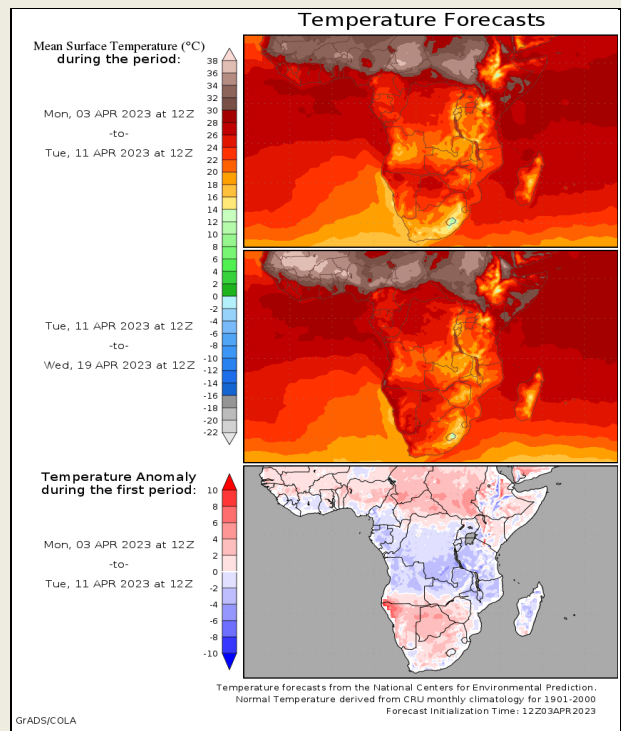 Temperature Forecasts
Mean Surface Temperature (°C)
during the period:
38
36
34
32
30
28
26
24
22
20
18
16
14
12
10
8
6
4
2
0
-2
-4
-6
-8
-10
-12
-14
-16
-18
-20
-22
Mon, 03 APR 2023 at 12Z
-to-
Tue, 11 APR 2023 at 12Z
Tue, 11 APR 2023 at 12Z
-to-
Wed, 19 APR 2023 at 12Z
Temperature Anomaly
during the first period:
10
8
6
4
2
0
-2
-4
-6
-8
-10
Mon, 03 APR 2023 at 12Z
-to-
Tue, 11 APR 2023 at 12Z
Temperature forecasts from the National Centers for Environmental Prediction.
Normal Temperature derived from CRU monthly climatology for 1901-2000
Forecast Initialization Time: 12Z03APR2023
GrADS/COLA